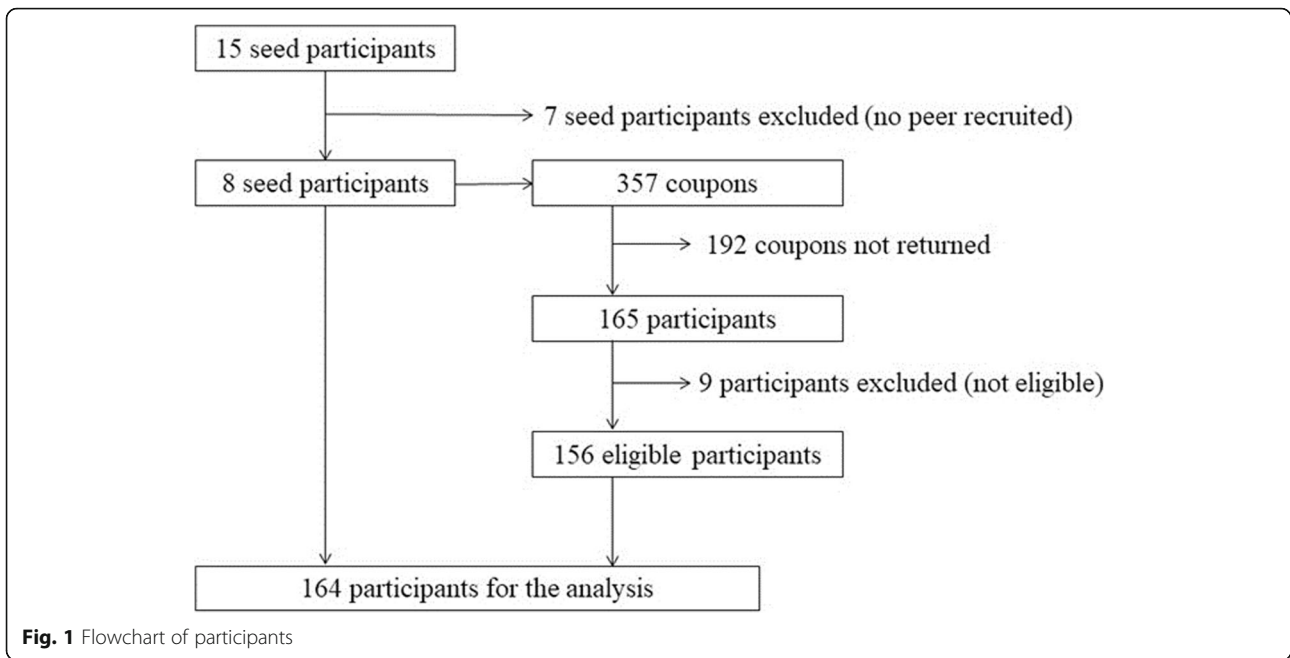 15 seed participants
7 seed participants excluded (no peer recruited)
8 seed participants
357 coupons
192 coupons not returned
165 participants
9 participants excluded (not eligible)
156 eligible participants
164 participants for the analysis
Fig. 1 Flowchart of participants